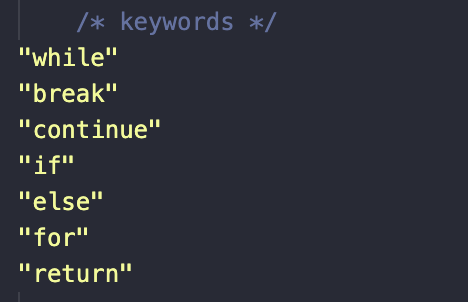 /* keywords */
"while"
"break"
"continue"
"if"
"else"
"for"
"return"